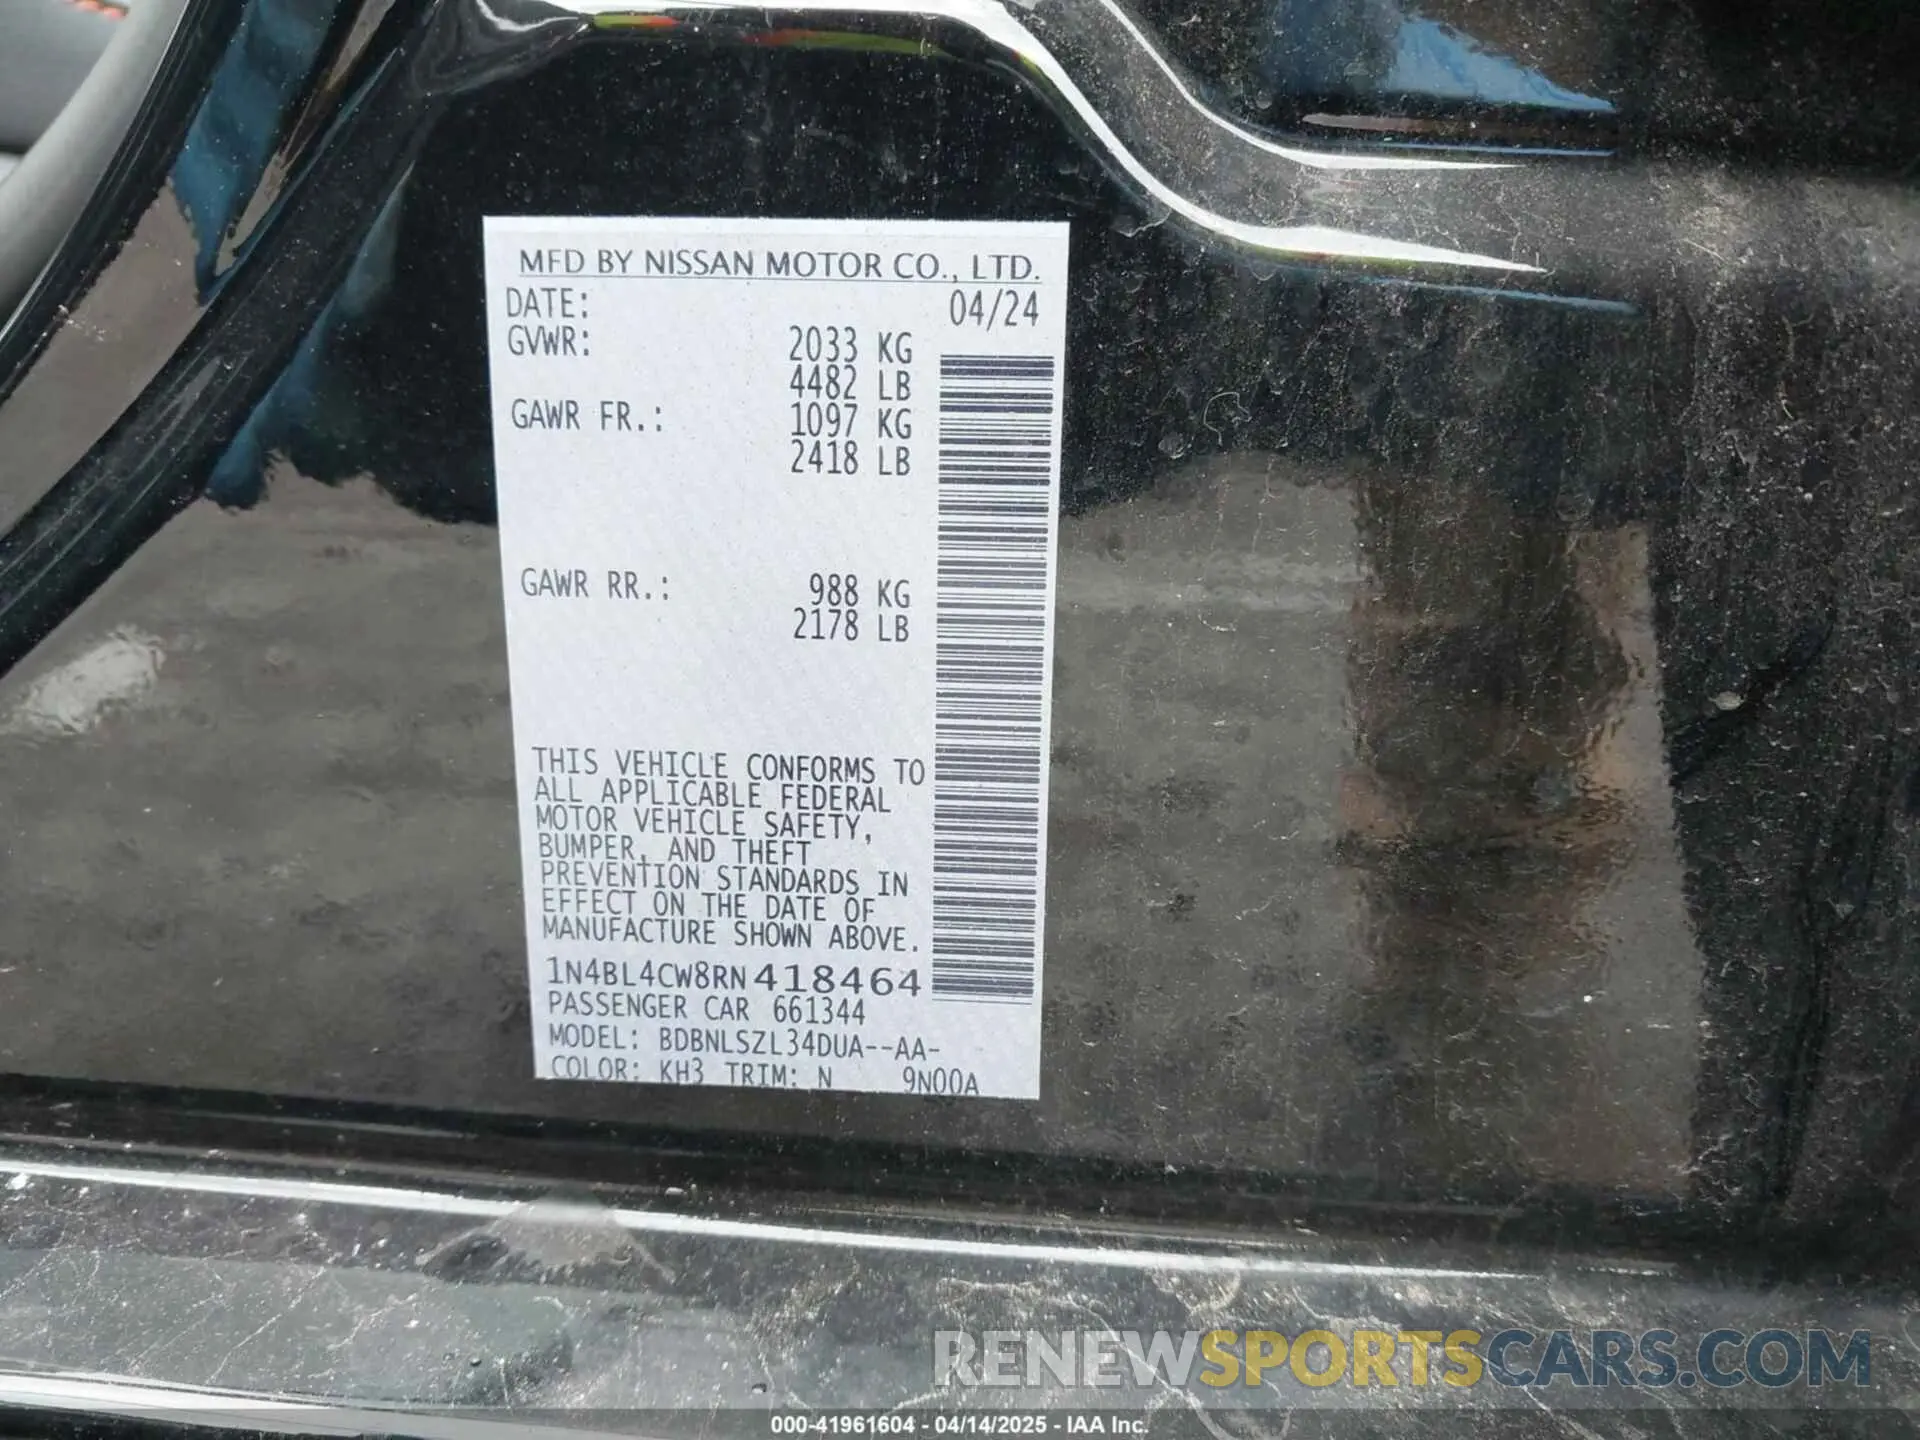 MFD BY NISSAN MOTOR CO., LTD.
DATE: 04/24
GVWR: 2033 KG
4482 LB
GAWR FR.: 1097 KG
2418 LB
GAWR RR.: 988 KG
2178 LB
THIS VEHICLE CONFORMS TO
ALL APPLICABLE FEDERAL
MOTOR VEHICLE SAFETY,
BUMPER, AND THEFT
PREVENTION STANDARDS IN
EFFECT ON THE DATE OF
MANUFACTURE SHOWN ABOVE.
1N4BL4CW8RN418464
PASSENGER CAR 661344
MODEL: BDBNLSZL34DUA--AA-
COLOR: KH3 TRIM: N 9N00A
RENEWSPORTSCARS.COM
000-41961604 - 04/14/2025 - IAA Inc.